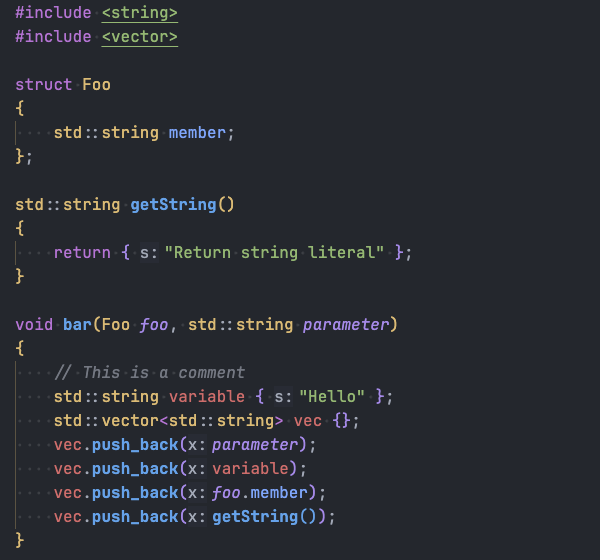 #include <string>
#include <vector>

struct Foo
{
    std::string member;
};

std::string getString()
{
    return { s: "Return string literal" };
}

void bar(Foo foo, std::string parameter)
{
    // This is a comment
    std::string variable { s: "Hello" };
    std::vector<std::string> vec {};
    vec.push_back(x: parameter);
    vec.push_back(x: variable);
    vec.push_back(x: foo.member);
    vec.push_back(x: getString());
}